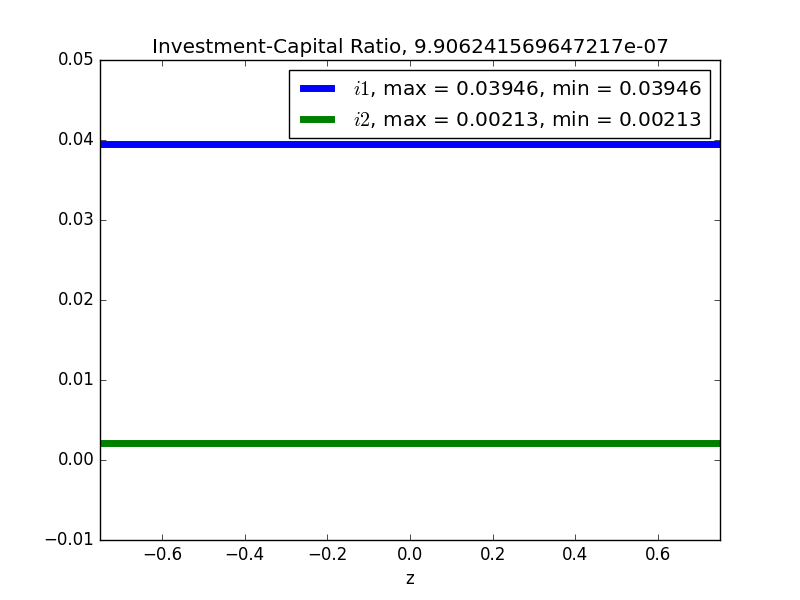 Investment-Capital Ratio, 9.906241569647217e-07
i1, max = 0.03946, min = 0.03946
i2, max = 0.00213, min = 0.00213
0.05
0.04
0.03
0.02
0.01
0.00
−0.01
−0.6 −0.4 −0.2 0.0 0.2 0.4 0.6
z